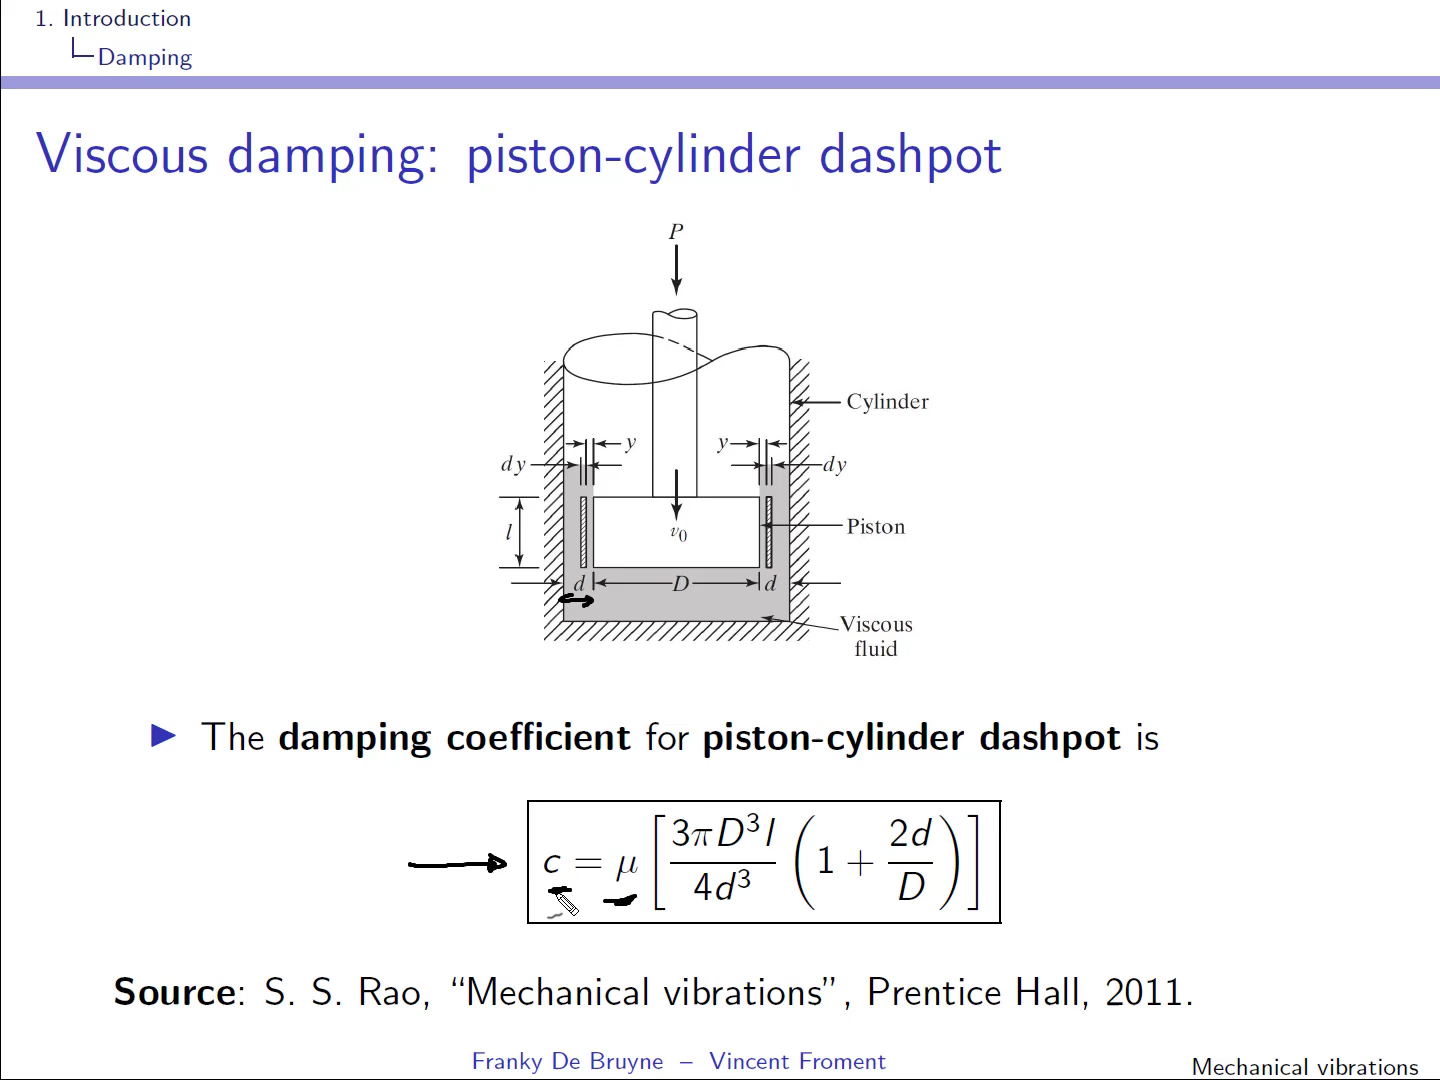 1. Introduction
Damping
Viscous damping: piston-cylinder dashpot
P
Cylinder
y y
dy dy
l
v₀
Piston
d D d
Viscous
fluid
▶ The damping coefficient for piston-cylinder dashpot is
c = μ [ 3πD³l / 4d³ ( 1 + 2d / D ) ]
Source: S. S. Rao, “Mechanical vibrations”, Prentice Hall, 2011.
Franky De Bruyne – Vincent Froment
Mechanical vibrations